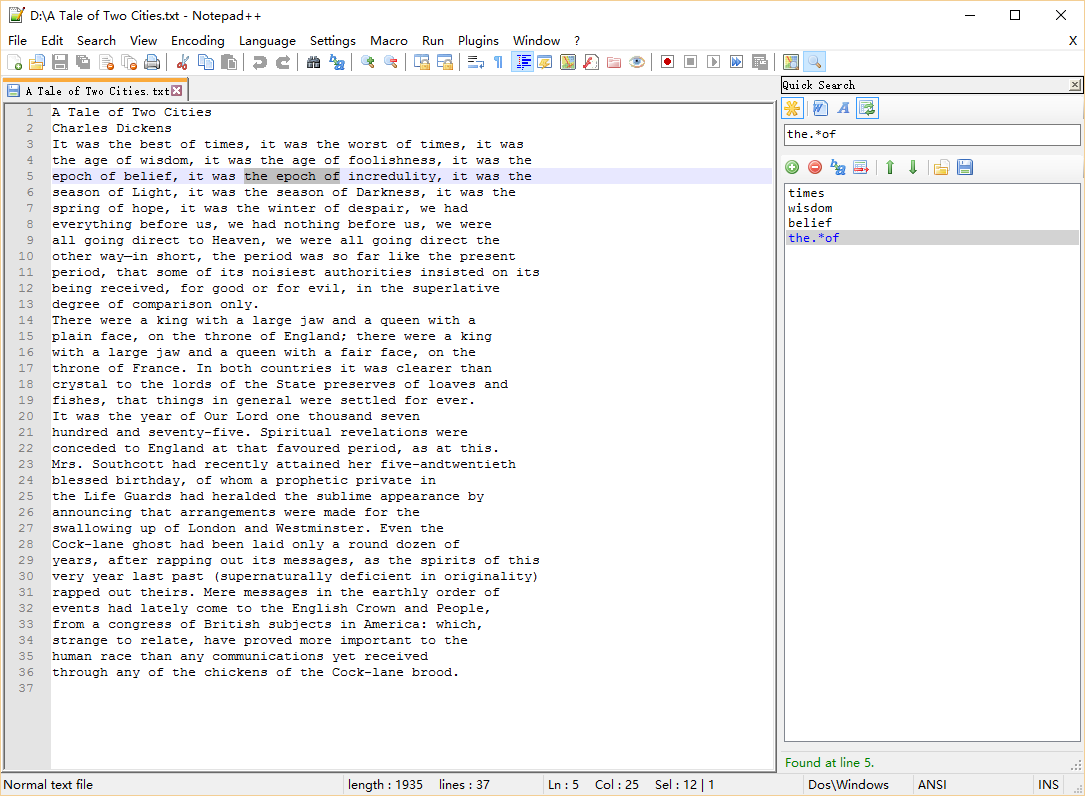 D:\A Tale of Two Cities.txt - Notepad++
File Edit Search View Encoding Language Settings Macro Run Plugins Window ? X
A Tale of Two Cities.txt
1 A Tale of Two Cities
2 Charles Dickens
3 It was the best of times, it was the worst of times, it was
4 the age of wisdom, it was the age of foolishness, it was the
5 epoch of belief, it was the epoch of incredulity, it was the
6 season of Light, it was the season of Darkness, it was the
7 spring of hope, it was the winter of despair, we had
8 everything before us, we had nothing before us, we were
9 all going direct to Heaven, we were all going direct the
10 other way—in short, the period was so far like the present
11 period, that some of its noisiest authorities insisted on its
12 being received, for good or for evil, in the superlative
13 degree of comparison only.
14 There were a king with a large jaw and a queen with a
15 plain face, on the throne of England; there were a king
16 with a large jaw and a queen with a fair face, on the
17 throne of France. In both countries it was clearer than
18 crystal to the lords of the State preserves of loaves and
19 fishes, that things in general were settled for ever.
20 It was the year of Our Lord one thousand seven
21 hundred and seventy-five. Spiritual revelations were
22 conceded to England at that favoured period, as at this.
23 Mrs. Southcott had recently attained her five-andtwentieth
24 blessed birthday, of whom a prophetic private in
25 the Life Guards had heralded the sublime appearance by
26 announcing that arrangements were made for the
27 swallowing up of London and Westminster. Even the
28 Cock-lane ghost had been laid only a round dozen of
29 years, after rapping out its messages, as the spirits of this
30 very year last past (supernaturally deficient in originality)
31 rapped out theirs. Mere messages in the earthly order of
32 events had lately come to the English Crown and People,
33 from a congress of British subjects in America: which,
34 strange to relate, have proved more important to the
35 human race than any communications yet received
36 through any of the chickens of the Cock-lane brood.
37
Quick Search
the.*of
times
wisdom
belief
the.*of
Found at line 5.
Normal text file length : 1935 lines : 37 Ln : 5 Col : 25 Sel : 12 | 1 Dos\Windows ANSI INS